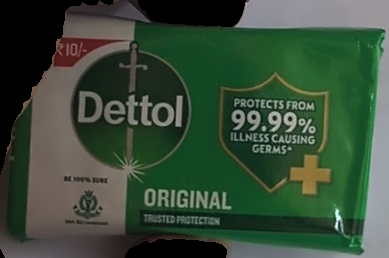 ₹10/-
Dettol
PROTECTS FROM
99.99%
ILLNESS CAUSING
GERMS^
BE 100% SURE
ORIGINAL
TRUSTED PROTECTION